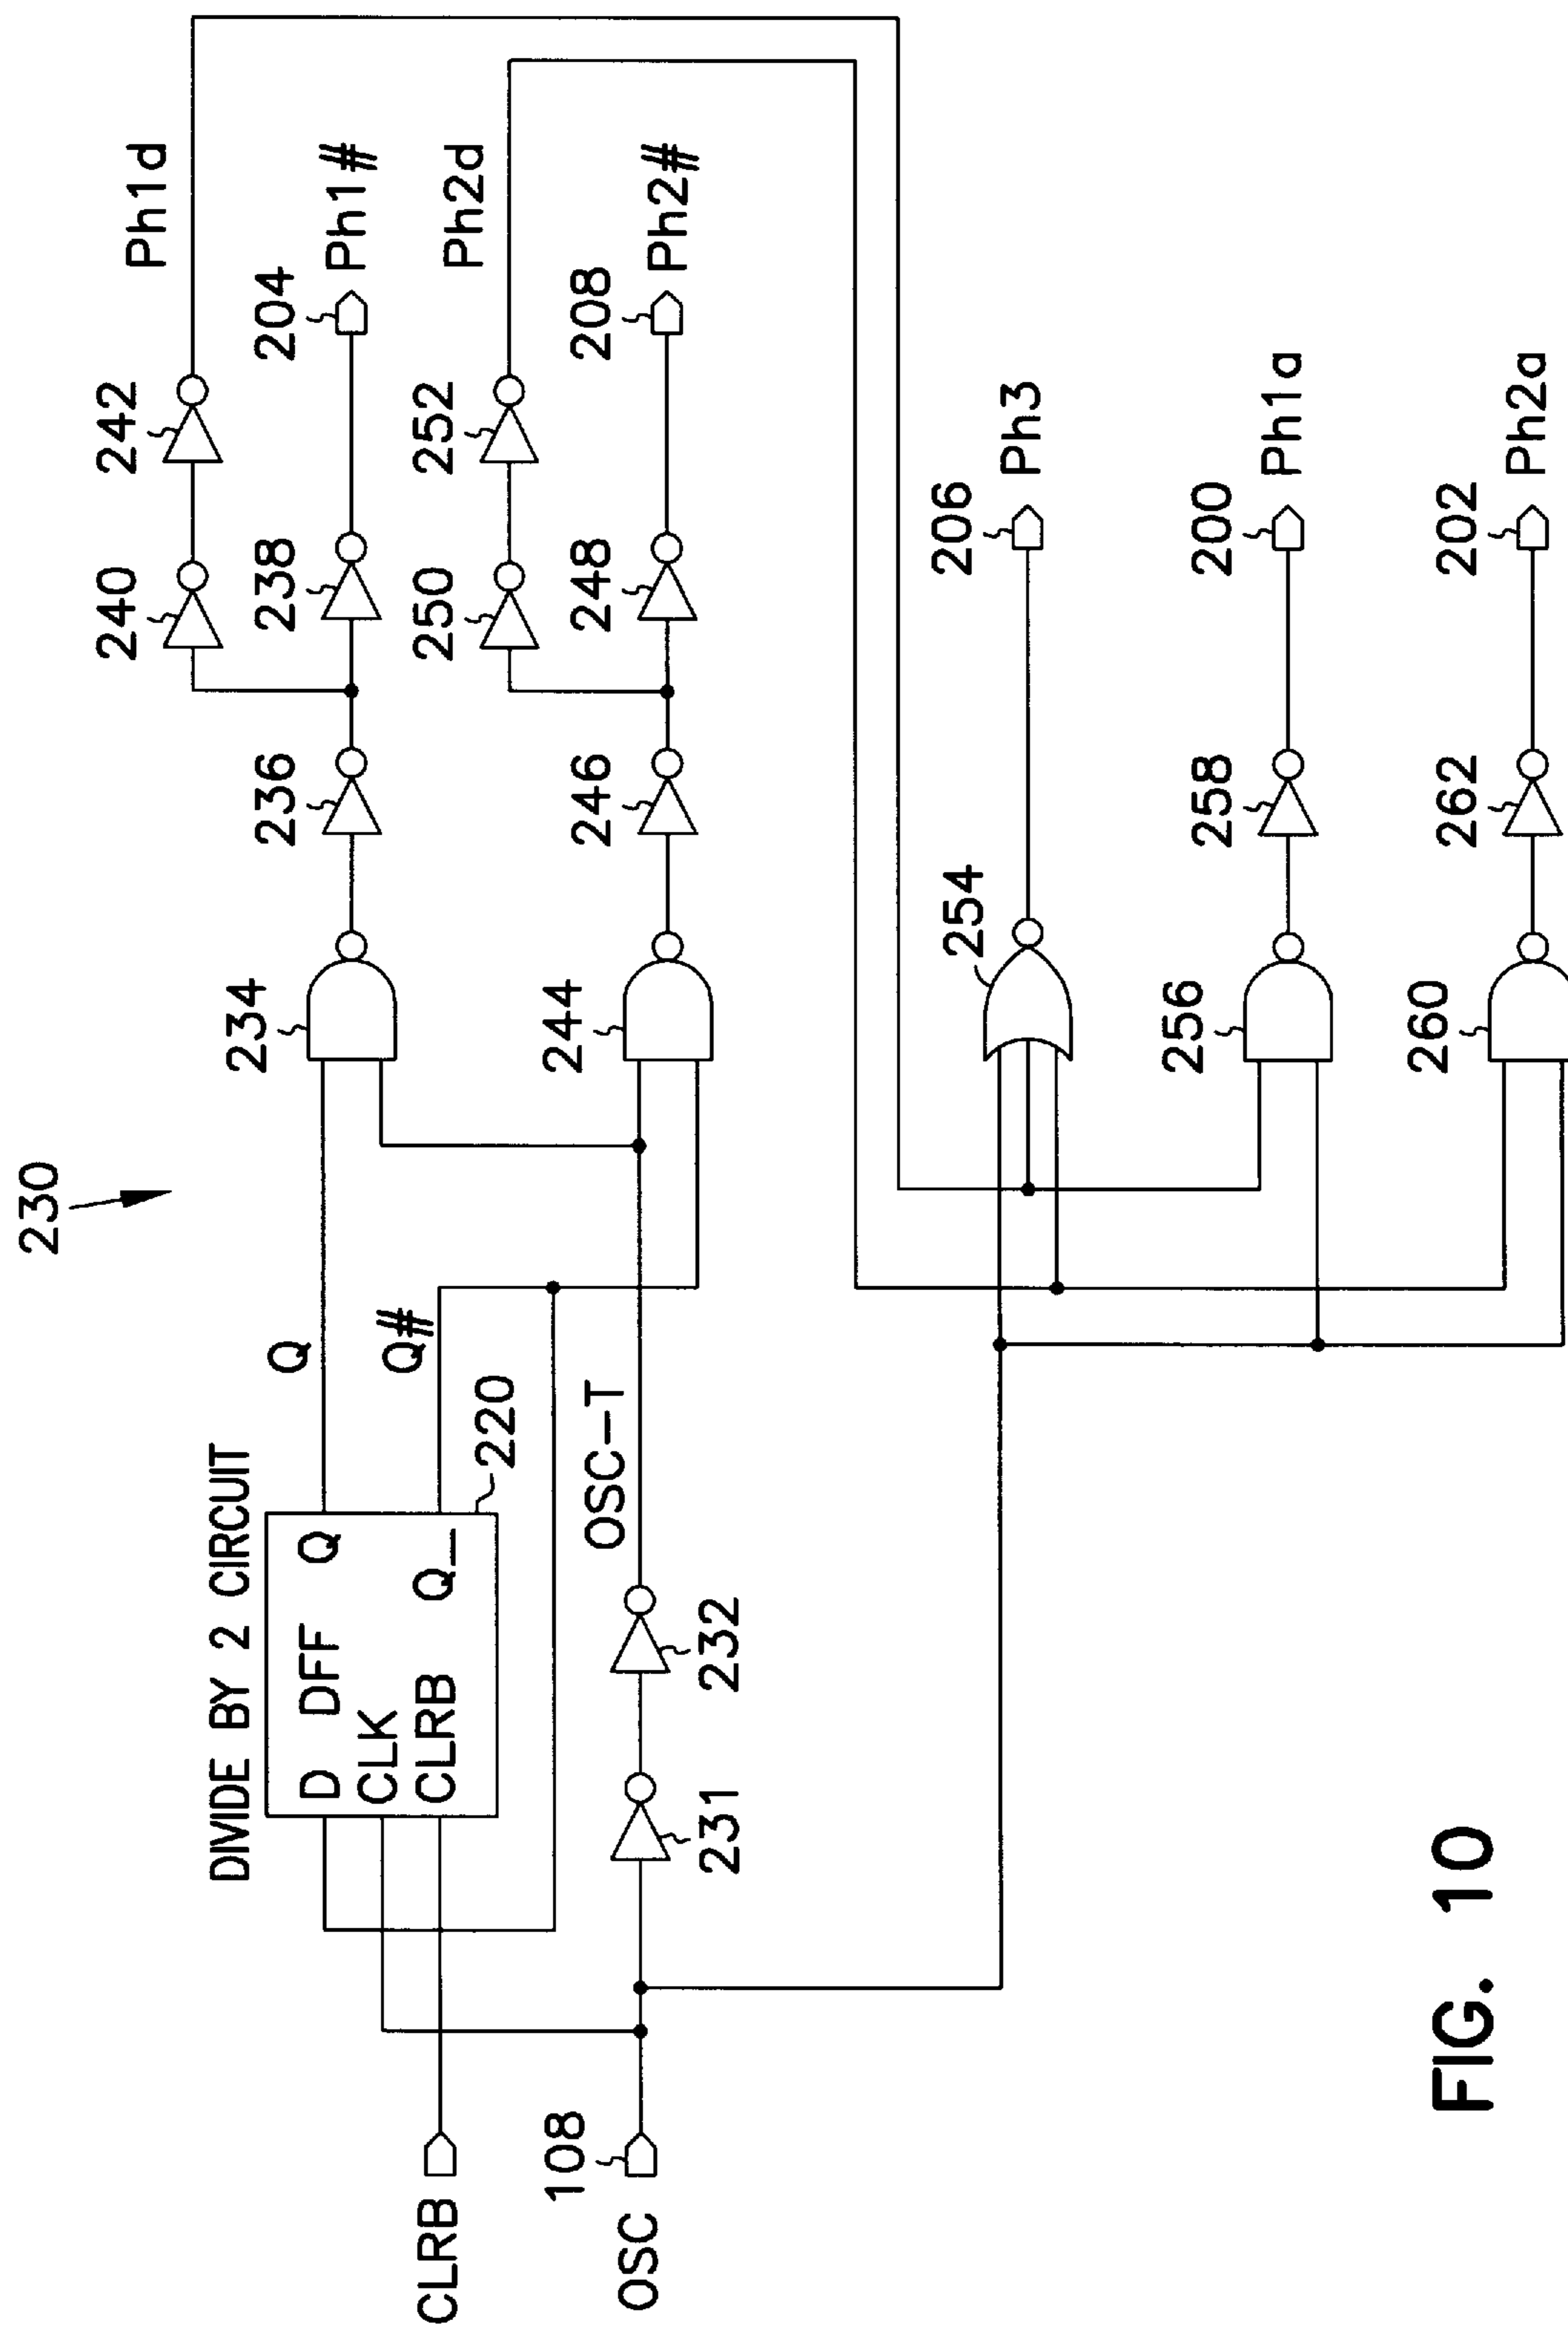 230
DIVIDE BY 2 CIRCUIT
D DFF Q
CLK
CLRB Q_
220
Q
Q#
CLRB
108
OSC
231
232
OSC-T
234
236
240
242
Ph1d
238
204
Ph1#
244
246
250
252
Ph2d
248
208
Ph2#
254
206
Ph3
256
258
200
Ph1a
260
262
202
Ph2a
FIG. 10